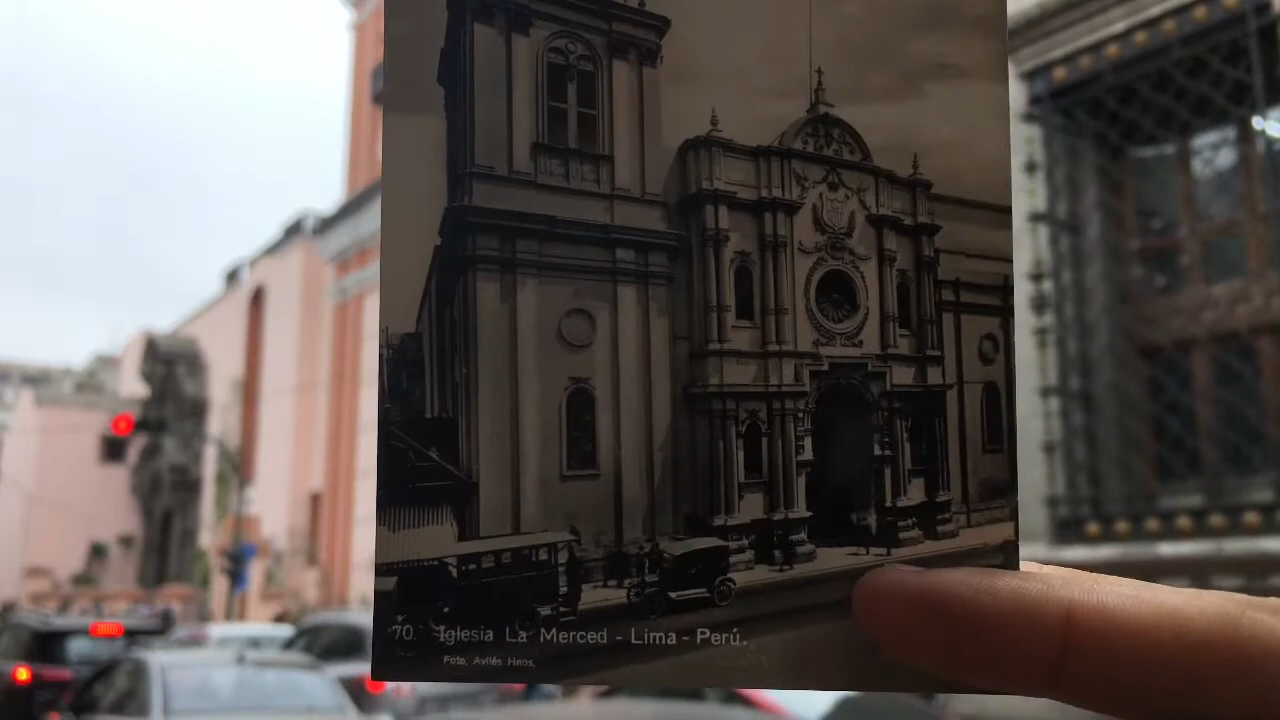 70. Iglesia La Merced - Lima - Perú.
Foto. Avilés Hnos.